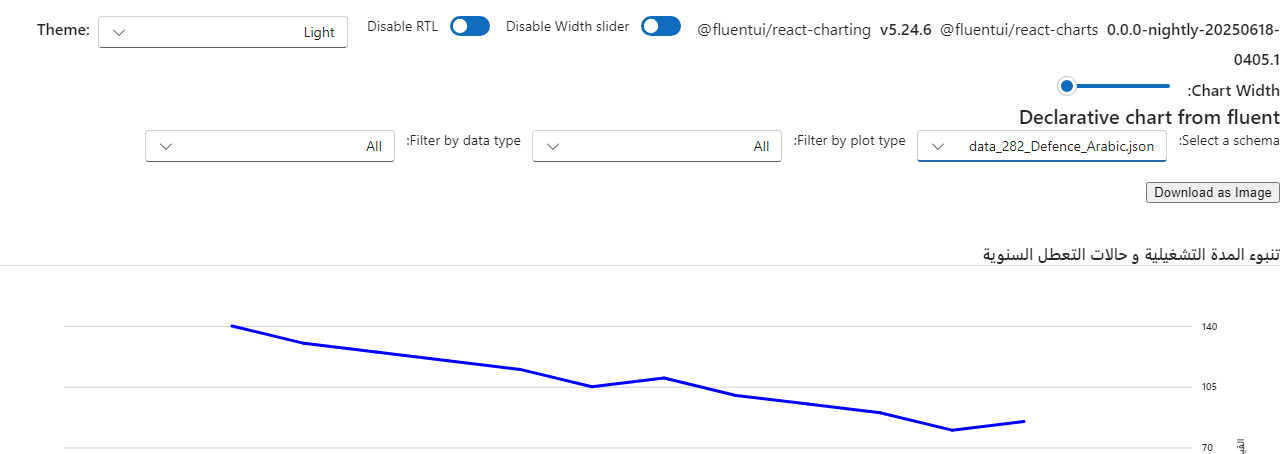 Theme:
Light
Disable RTL
Disable Width slider
@fluentui/react-charting v5.24.6 @fluentui/react-charts 0.0.0-nightly-20250618-
0405.1
:Chart Width
Declarative chart from fluent
:Select a schema
data_282_Defence_Arabic.json
:Filter by plot type
All
:Filter by data type
All
Download as Image
تنبوء المدة التشغيلية و حالات التعطل السنوية
140
105
70